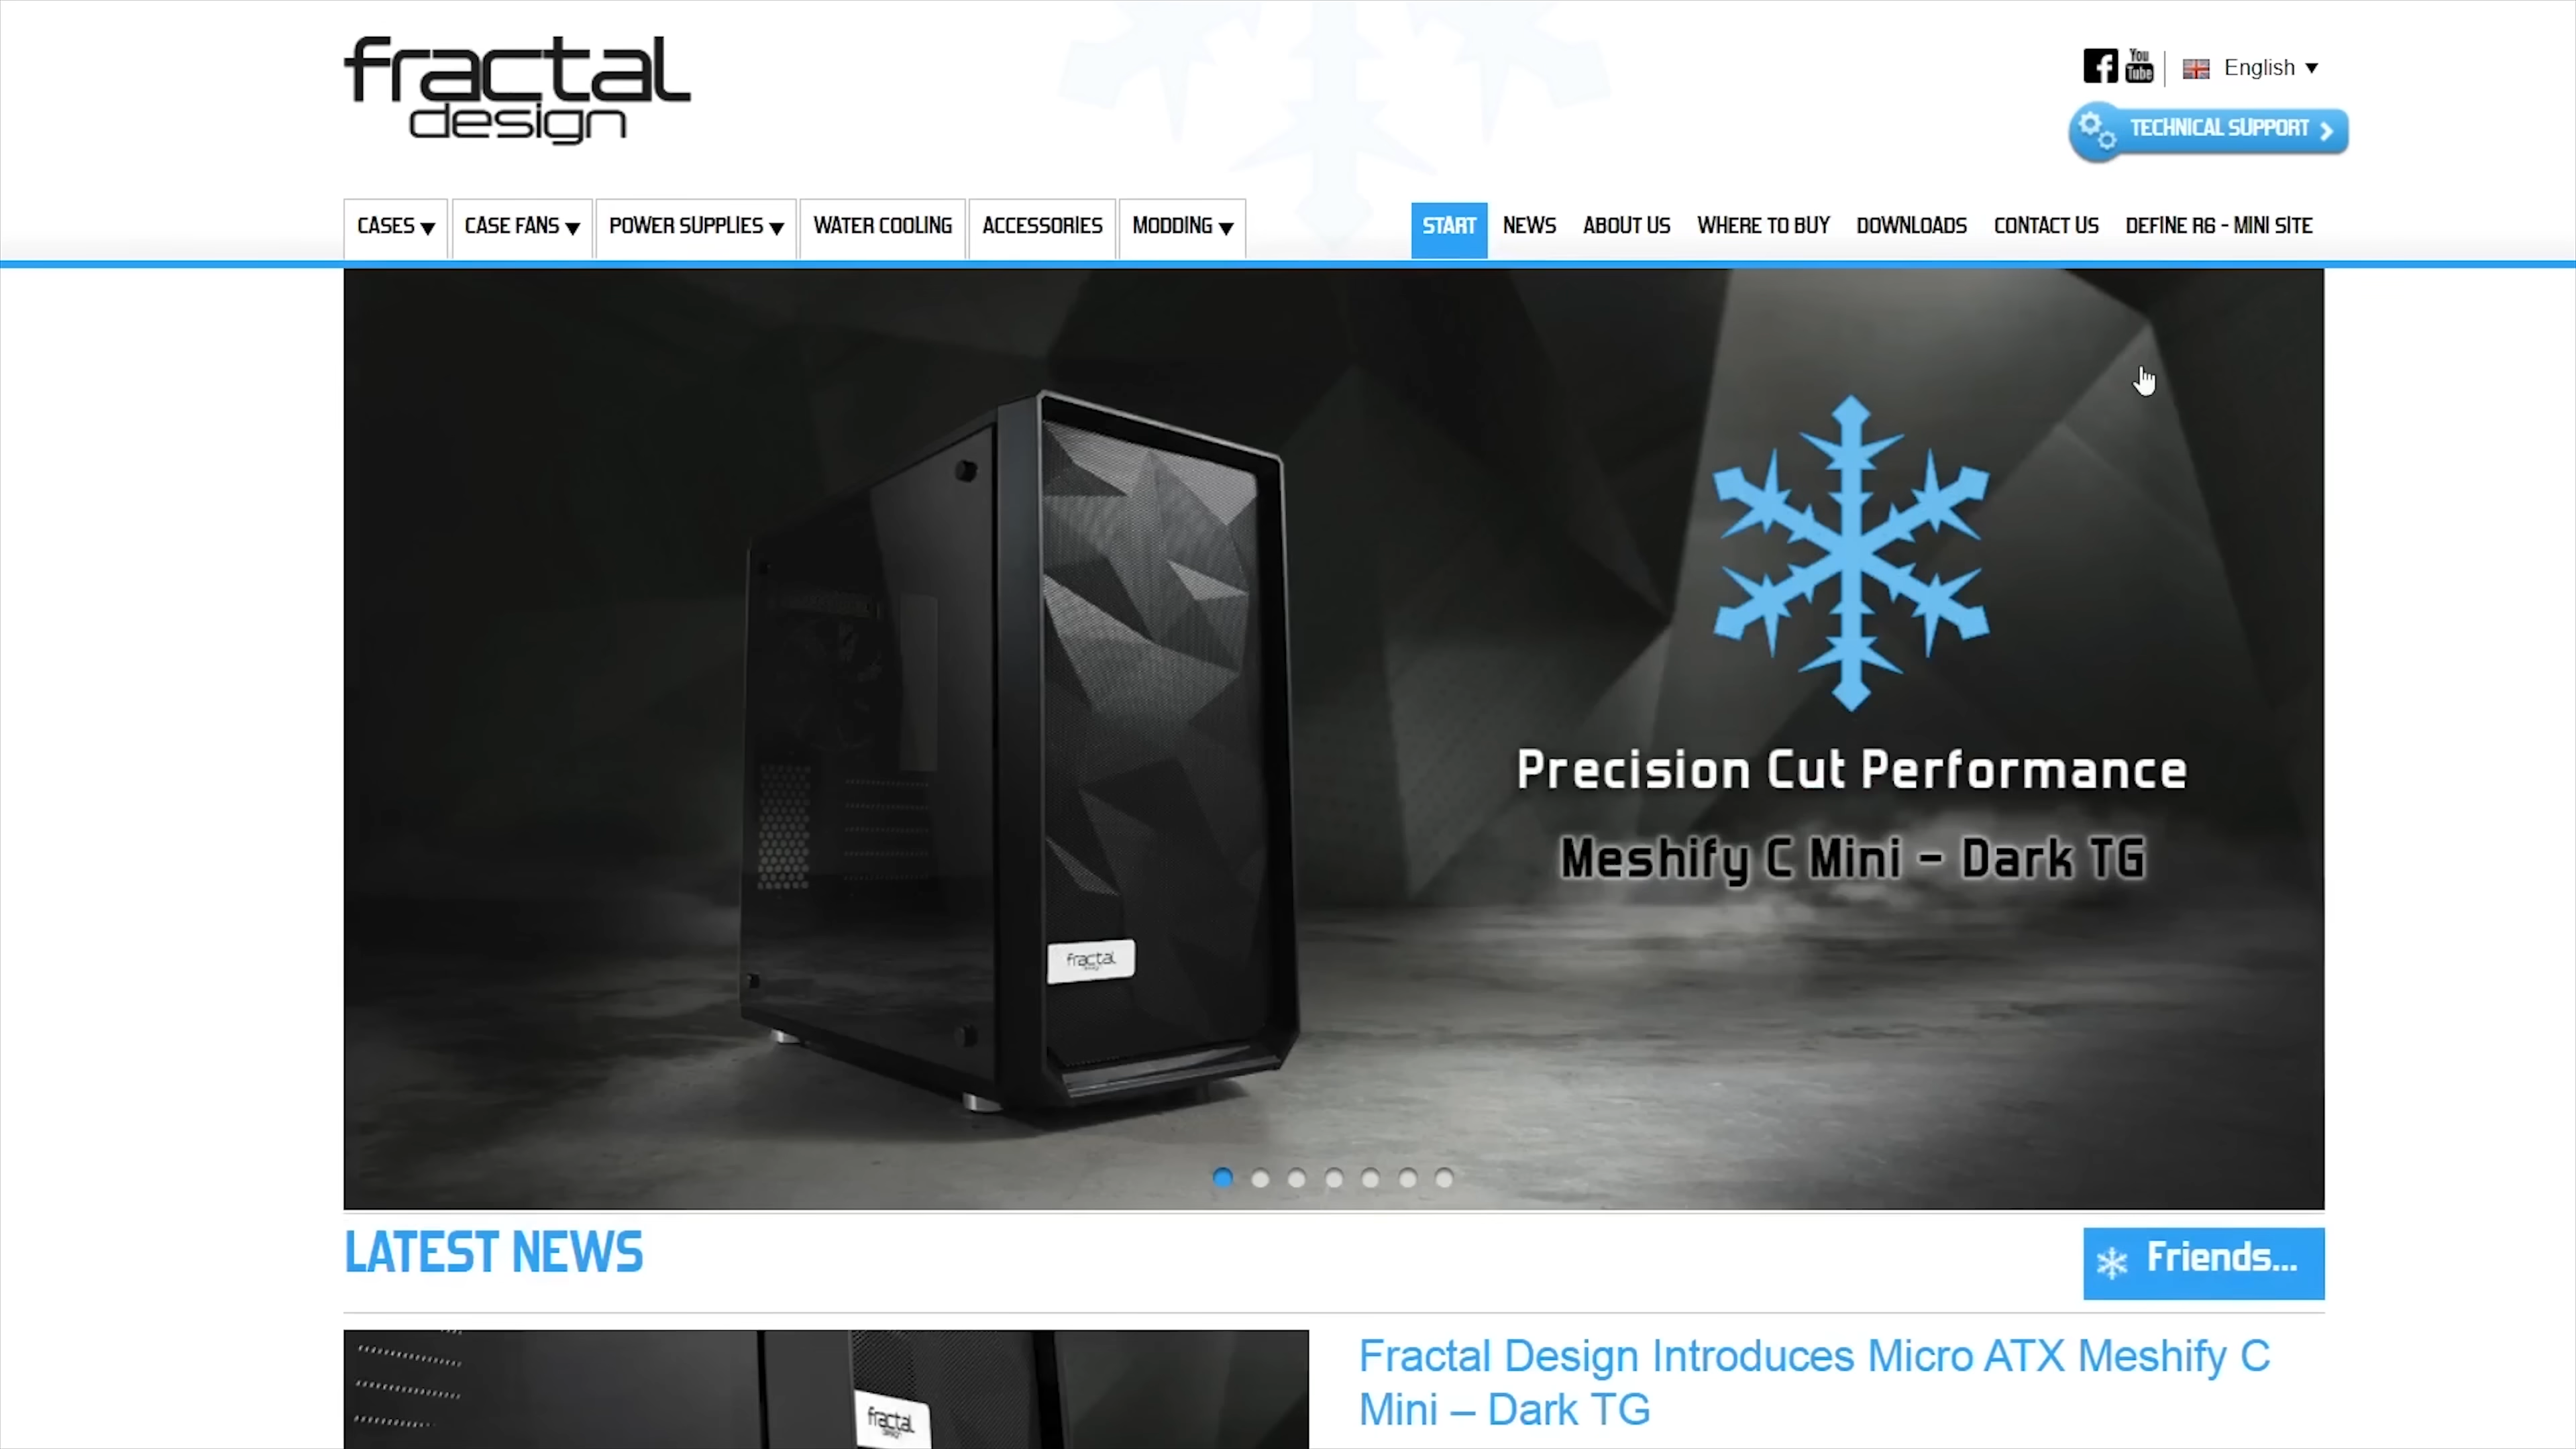 fractal
design
You
Tube
English
TECHNICAL SUPPORT
CASES
CASE FANS
POWER SUPPLIES
WATER COOLING
ACCESSORIES
MODDING
START
NEWS
ABOUT US
WHERE TO BUY
DOWNLOADS
CONTACT US
DEFINE R6 - MINI SITE
Precision Cut Performance
Meshify C Mini – Dark TG
fractal
design
LATEST NEWS
Friends...
fractal
design
Fractal Design Introduces Micro ATX Meshify C
Mini – Dark TG